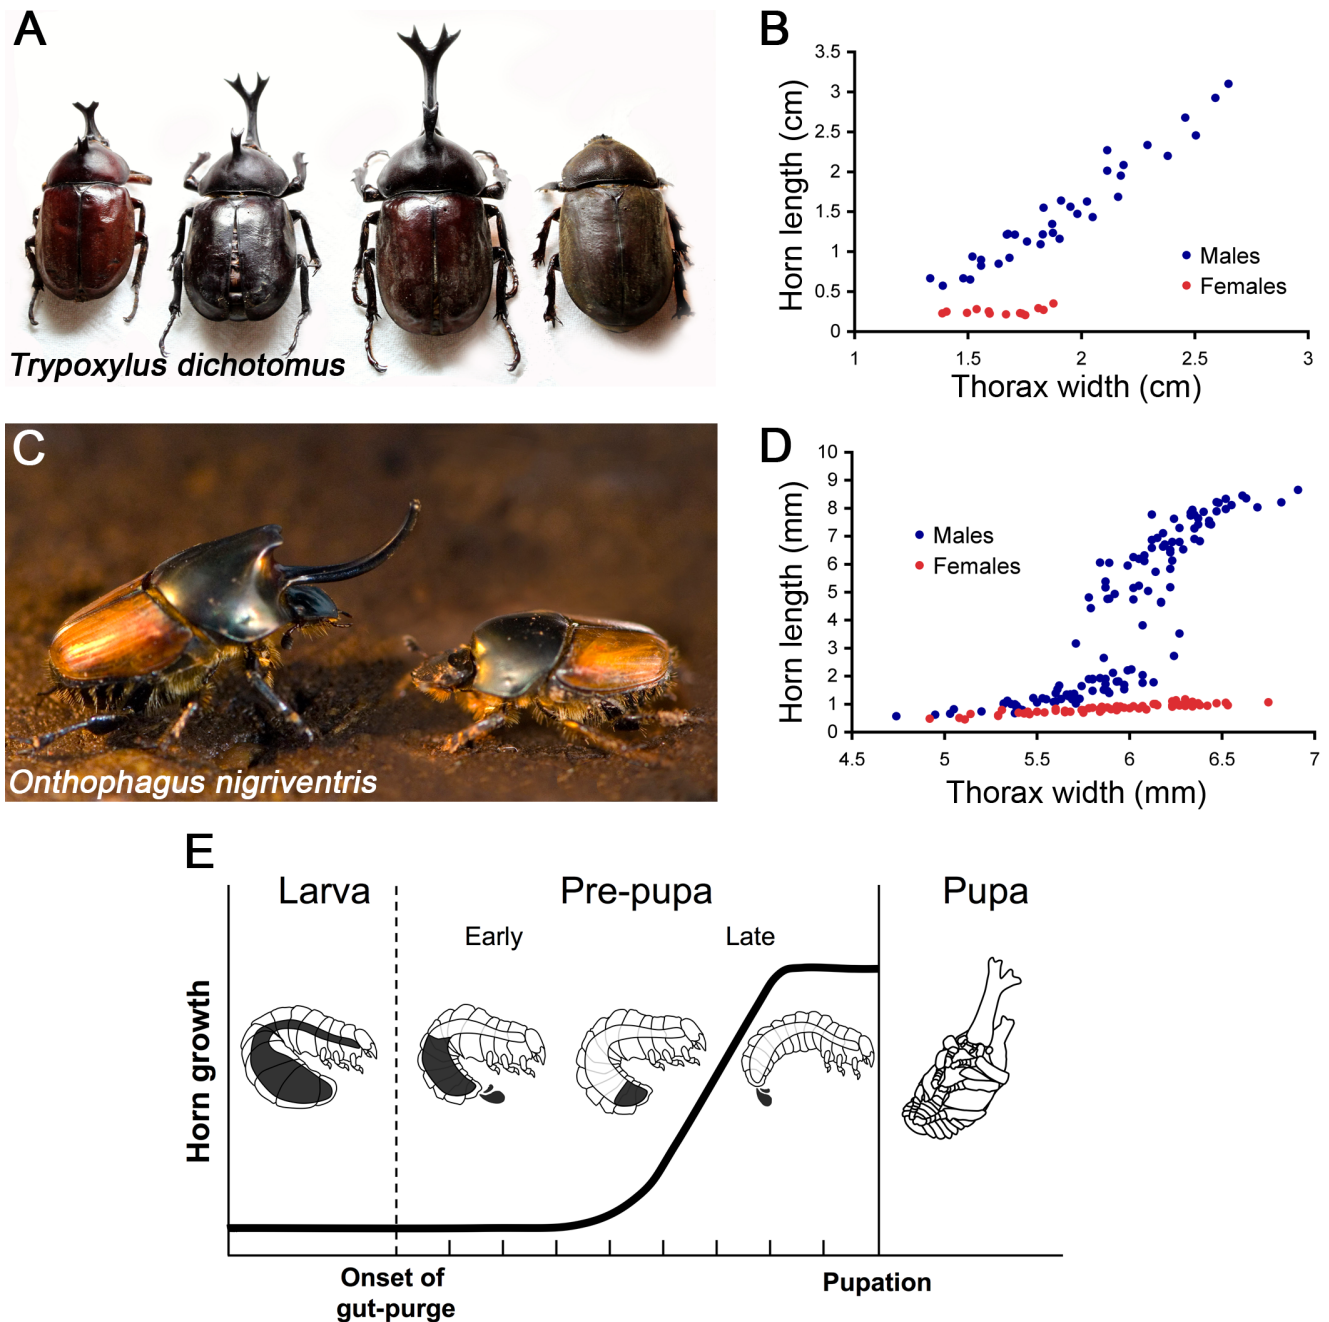 A
Trypoxylus dichotomus
B
Horn length (cm)
3.5
3
2.5
2
1.5
1
0.5
0
1
1.5
2
2.5
3
Thorax width (cm)
Males
Females
C
Onthophagus nigriventris
D
Horn length (mm)
10
9
8
7
6
5
4
3
2
1
0
4.5
5
5.5
6
6.5
7
Thorax width (mm)
Males
Females
E
Larva
Pre-pupa
Pupa
Early
Late
Horn growth
Onset of
gut-purge
Pupation